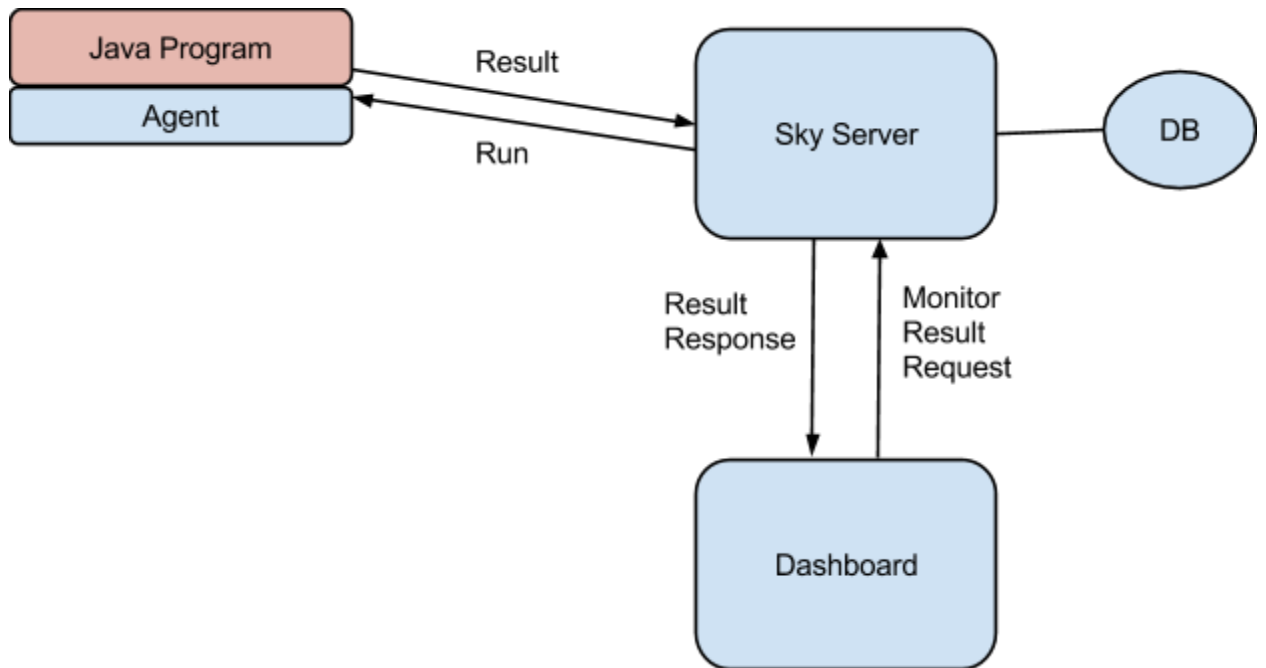 Java Program
Agent
Result
Run
Sky Server
DB
Result
Response
Monitor
Result
Request
Dashboard